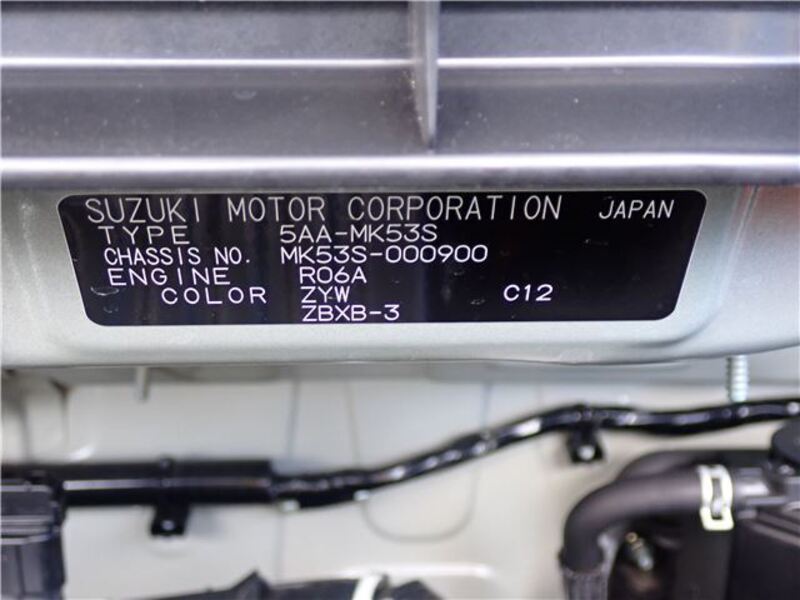 SUZUKI MOTOR CORPORATION JAPAN
TYPE 5AA-MK53S
CHASSIS NO. MK53S-000900
ENGINE R06A
COLOR ZYW C12
ZBXB-3